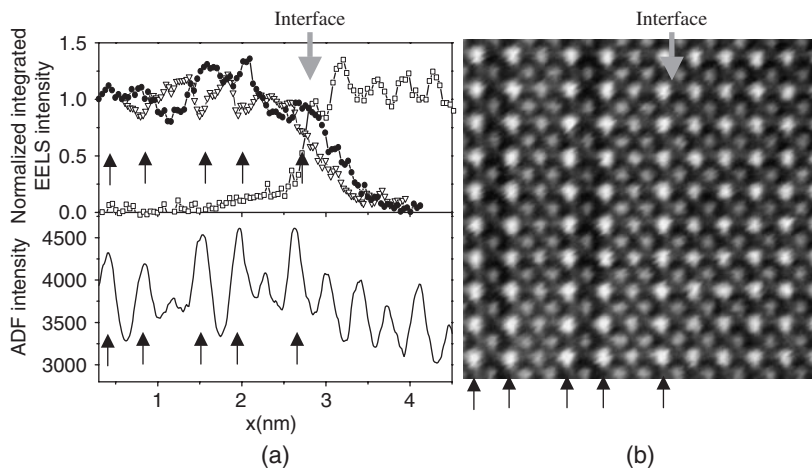 Interface
Interface
Normalized integrated
EELS intensity
1.5
1.0
0.5
0.0
ADF intensity
4500
4000
3500
3000
1
2
3
4
x(nm)
(a)
(b)